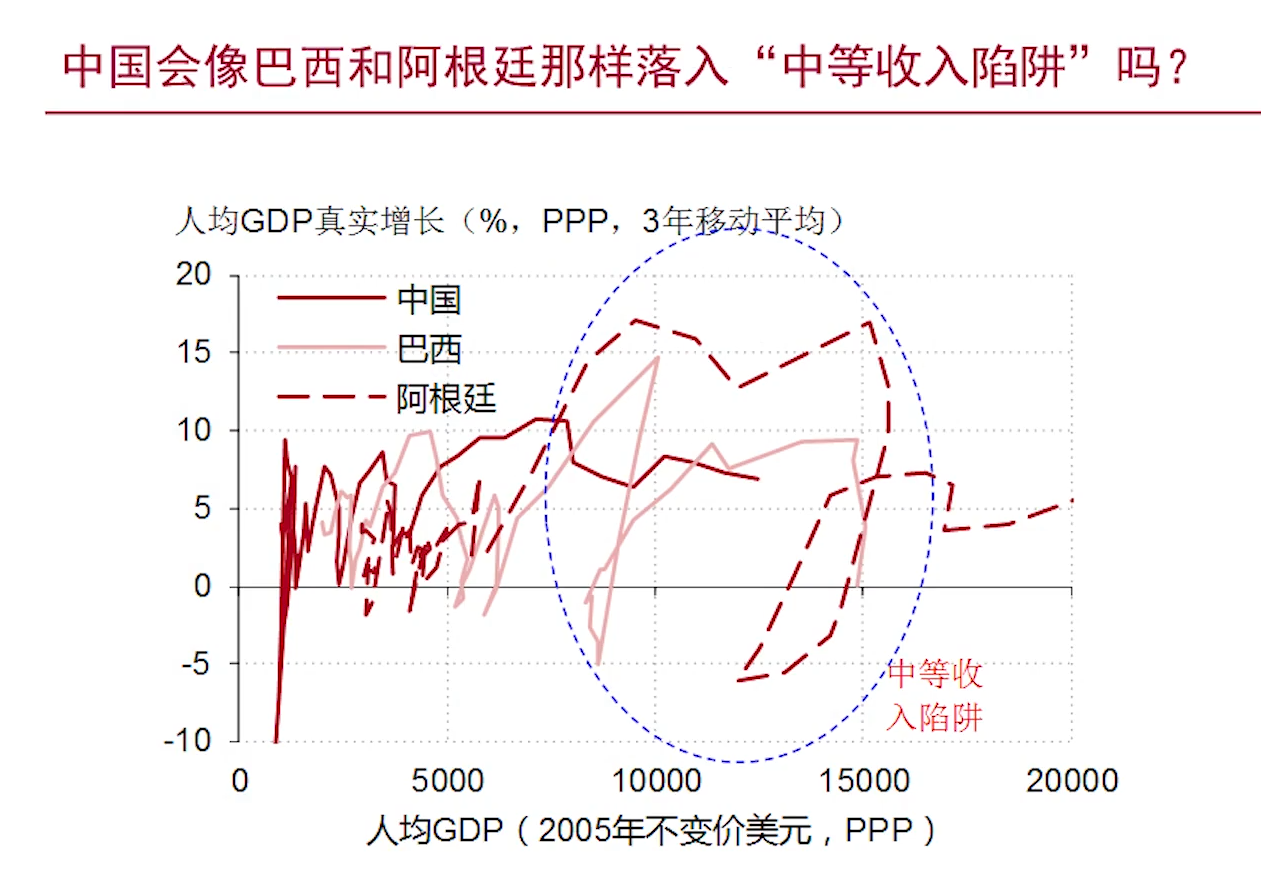 中国会像巴西和阿根廷那样落入“中等收入陷阱”吗？
人均GDP真实增长（%，PPP，3年移动平均）
20
15
10
5
0
-5
-10
中国
巴西
阿根廷
中等收
入陷阱
0 5000 10000 15000 20000
人均GDP（2005年不变价美元，PPP）